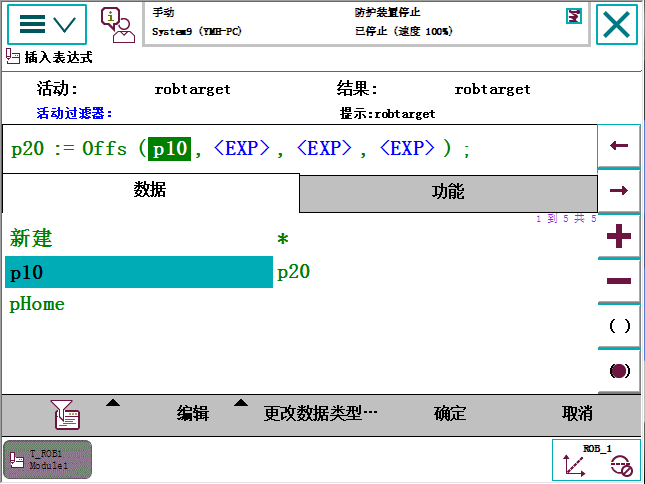 手动
防护装置停止
System9 (YMH-PC)
已停止 (速度 100%)
插入表达式
活动: robtarget
结果: robtarget
活动过滤器:
提示:robtarget
p20 := Offs ( p10 , <EXP> , <EXP> , <EXP> ) ;
数据
功能
1 到 5 共 5
新建 *
p10 p20
pHome
( )
编辑
更改数据类型…
确定
取消
T_ROB1
Module1
ROB_1